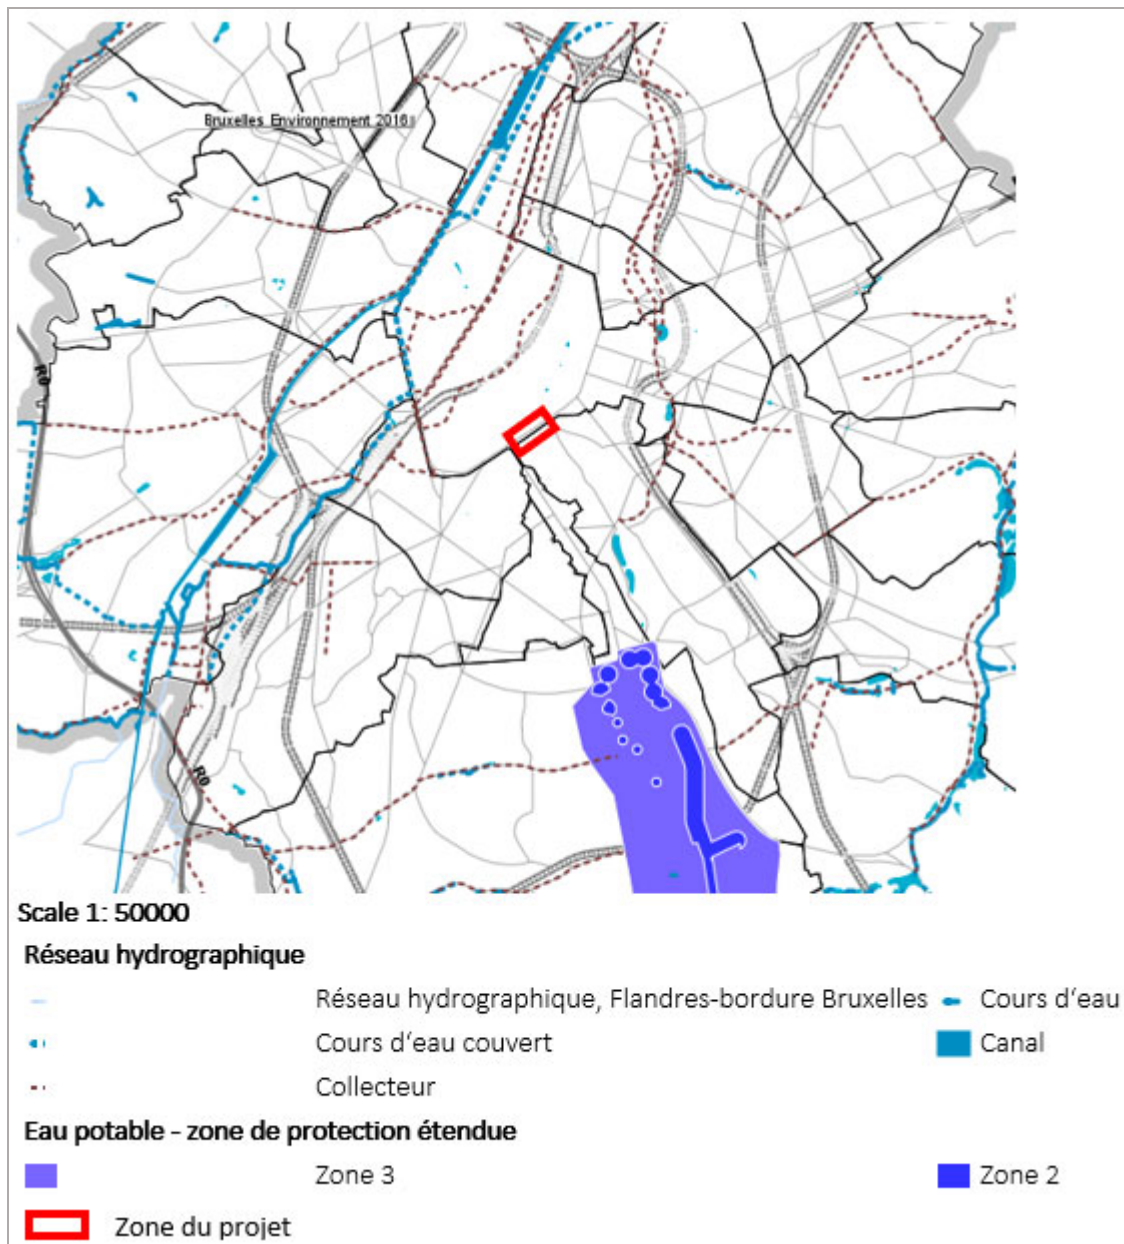 Bruxelles Environnement 2016
R0
R0
Scale 1: 50000
Réseau hydrographique
Réseau hydrographique, Flandres-bordure Bruxelles Cours d'eau
Cours d'eau couvert Canal
Collecteur
Eau potable - zone de protection étendue
Zone 3 Zone 2
Zone du projet